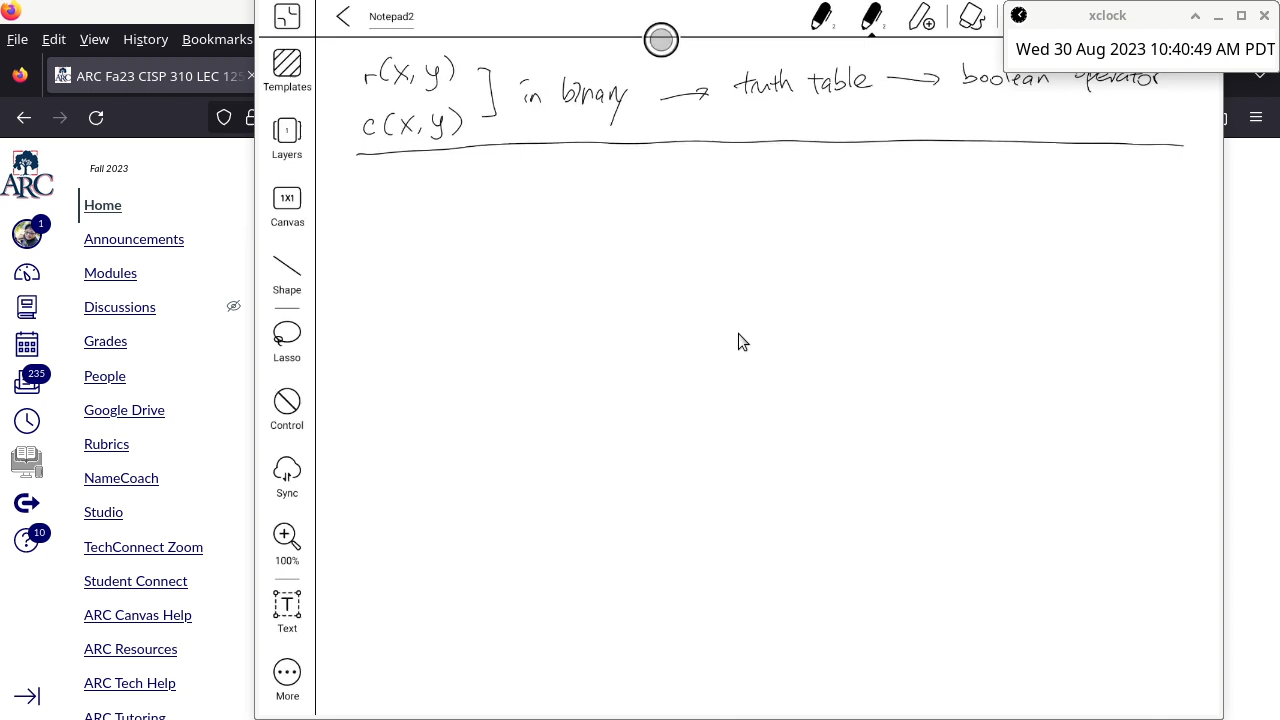 File Edit View History Bookmarks
ARC Fa23 CISP 310 LEC 125
Notepad2
xclock
Wed 30 Aug 2023 10:40:49 AM PDT
ARC
Fall 2023
Home
Announcements
Modules
Discussions
Grades
People
Google Drive
Rubrics
NameCoach
Studio
TechConnect Zoom
Student Connect
ARC Canvas Help
ARC Resources
ARC Tech Help
ARC Tutoring
1
235
10
Templates
1
Layers
1X1
Canvas
Shape
Lasso
Control
Sync
100%
T
Text
More
r(x, y)
c(x, y)
] in binary → truth table → boolean operator